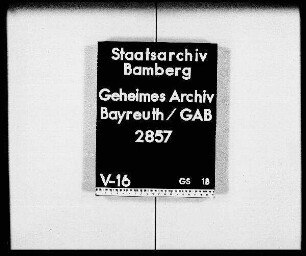 Staatsarchiv
Bamberg
Geheimes Archiv
Bayreuth / GAB
2857
V-16 GS 18